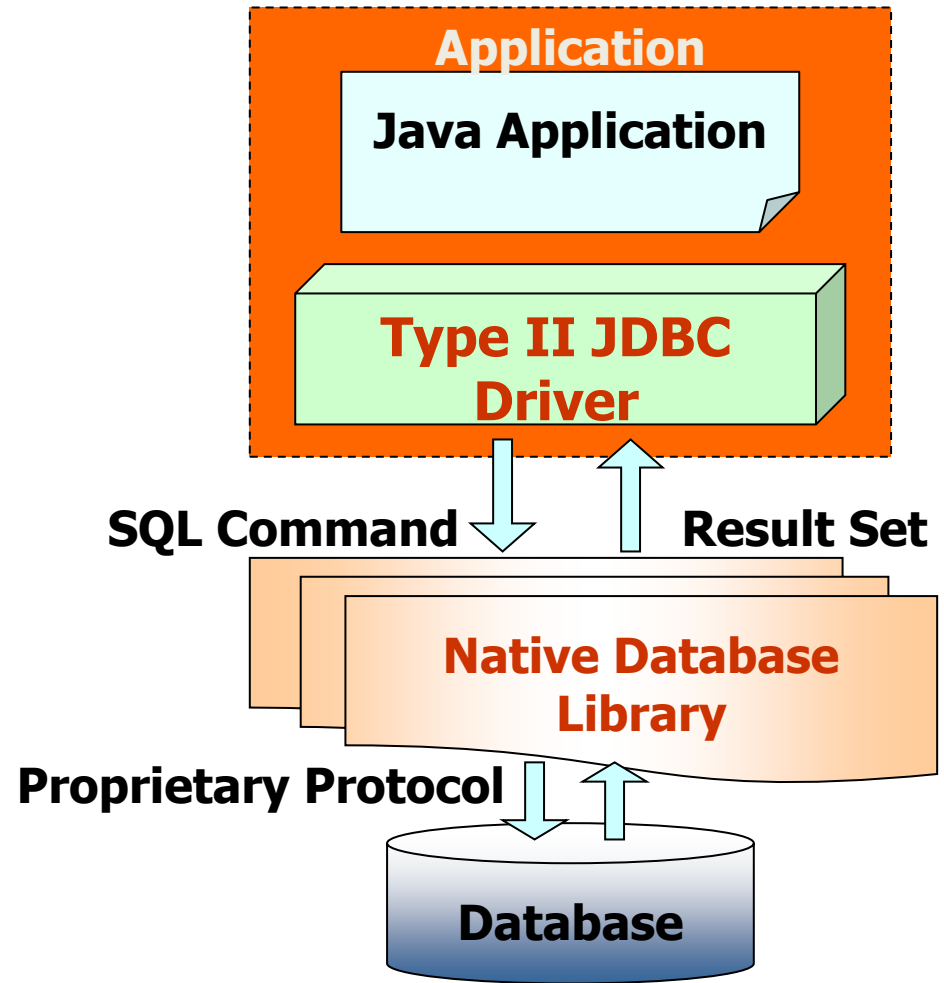 Application
Java Application
Type II JDBC
Driver
SQL Command
Result Set
Native Database
Library
Proprietary Protocol
Database